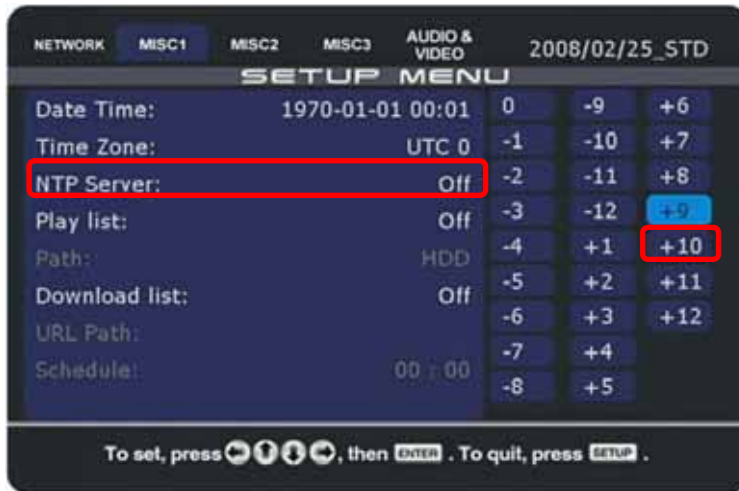 NETWORK MISC1 MISC2 MISC3 AUDIO & VIDEO 2008/02/25_STD
SETUP MENU
Date Time: 1970-01-01 00:01
Time Zone: UTC 0
NTP Server: Off
Play list: Off
Path: HDD
Download list: Off
URL Path:
Schedule: 00 : 00
0 -9 +6
-1 -10 +7
-2 -11 +8
-3 -12 +9
-4 +1 +10
-5 +2 +11
-6 +3 +12
-7 +4
-8 +5
To set, press , then ENTER . To quit, press SETUP .